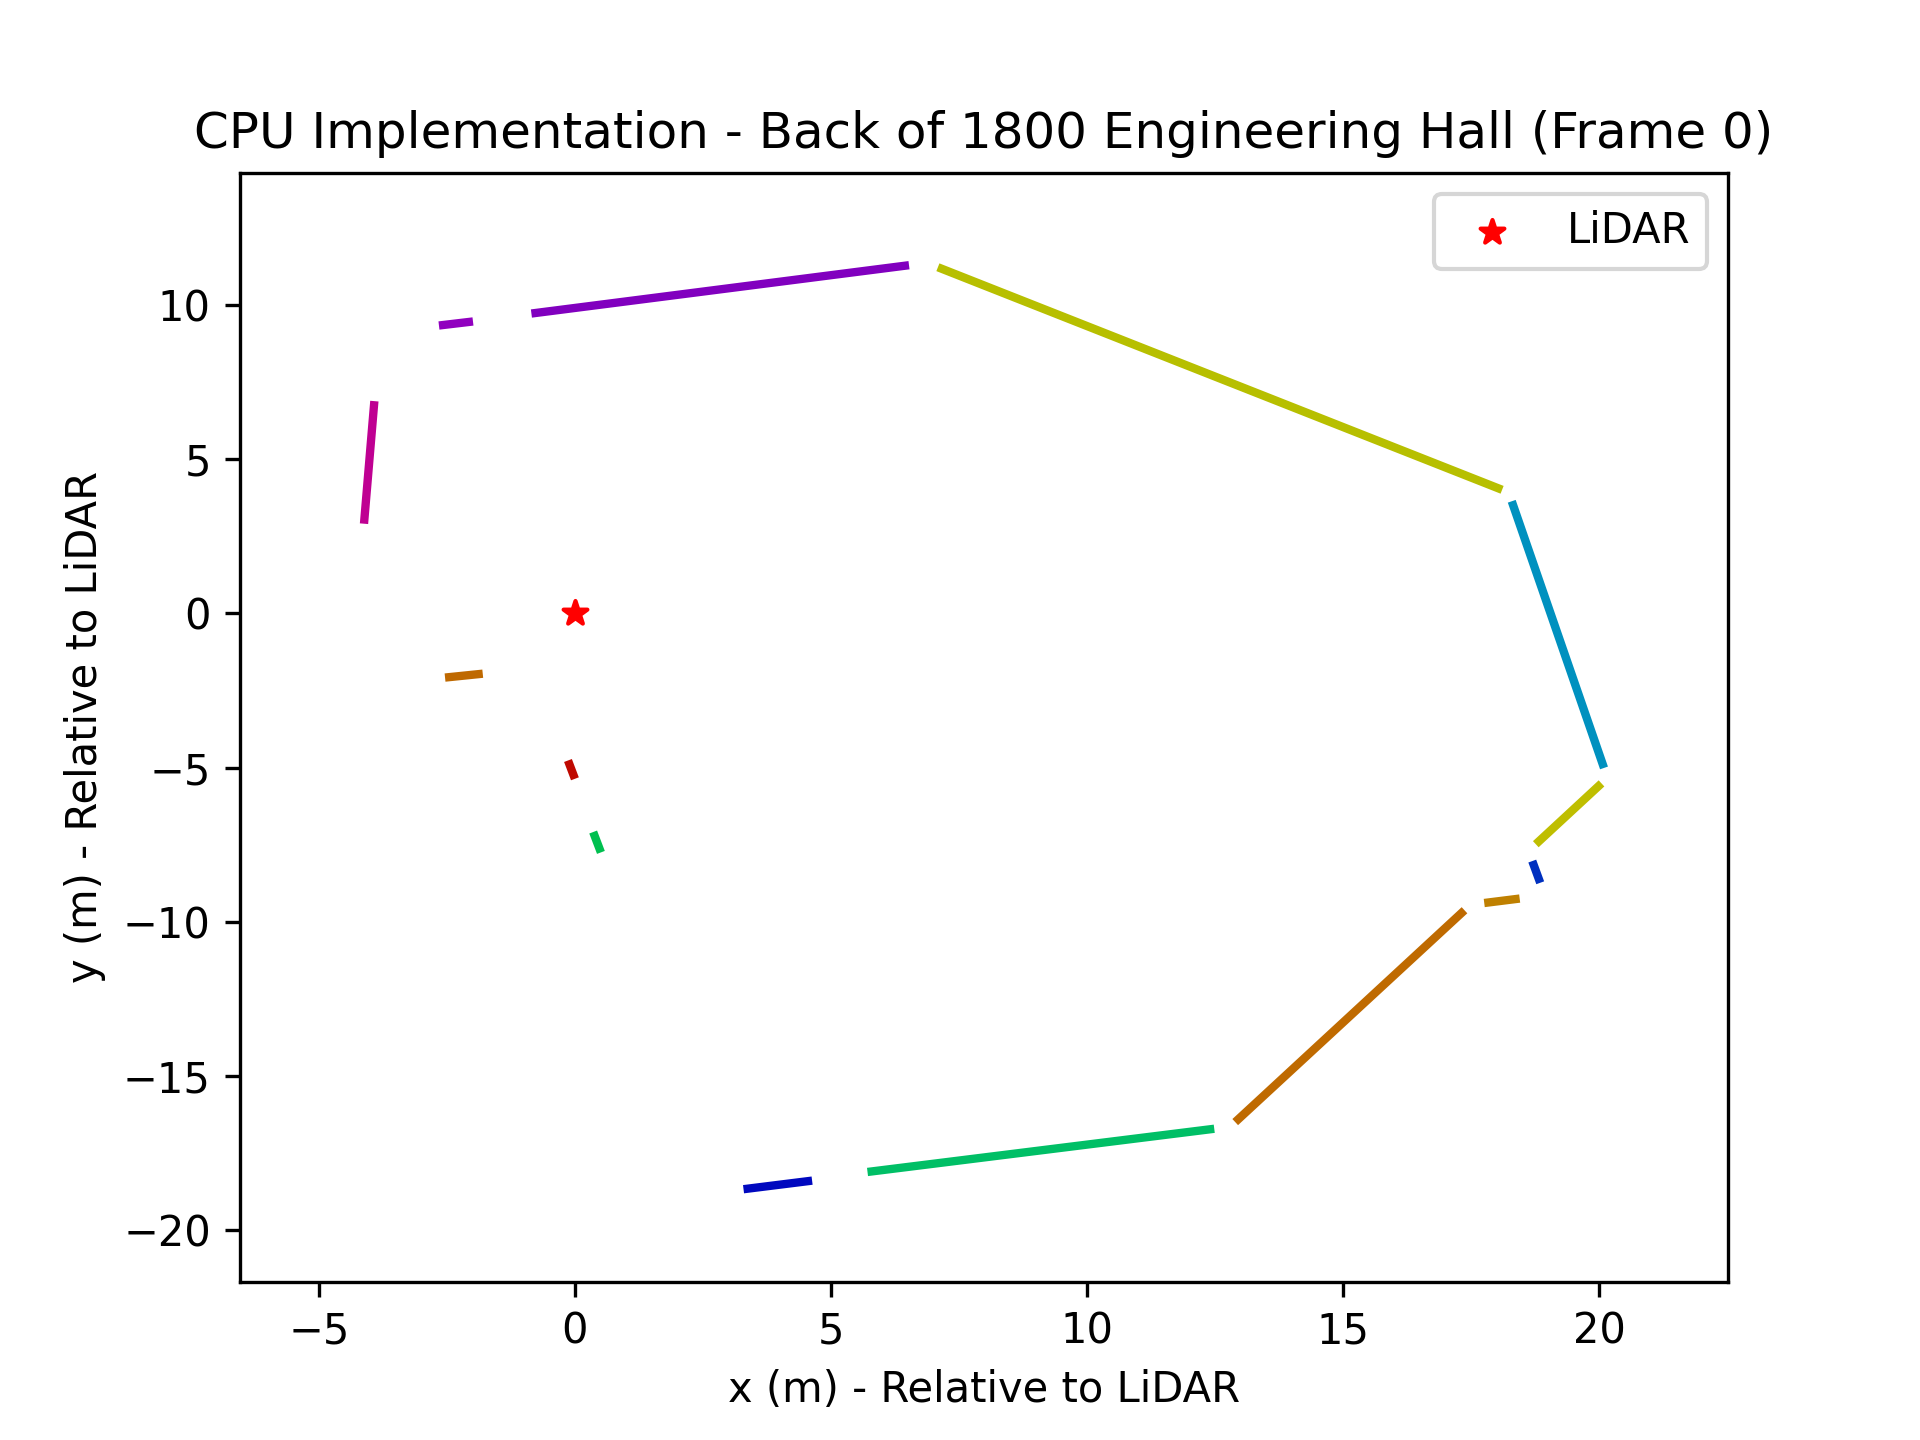 CPU Implementation - Back of 1800 Engineering Hall (Frame 0)
LiDAR
10
5
0
−5
−10
−15
−20
y (m) - Relative to LiDAR
−5 0 5 10 15 20
x (m) - Relative to LiDAR